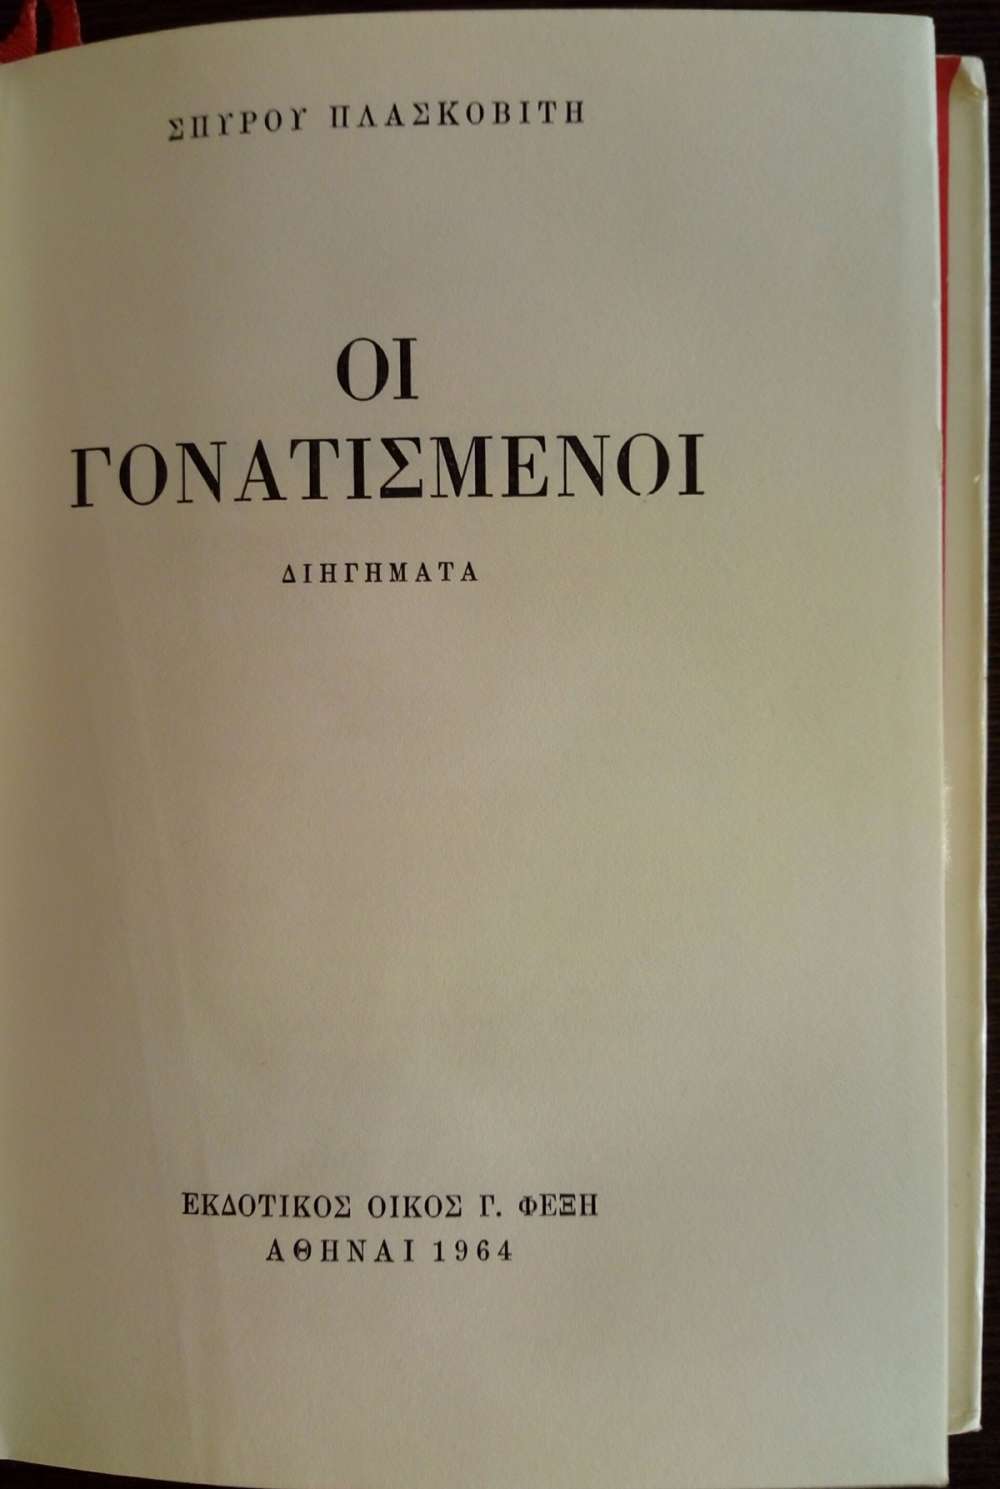 ΣΠΥΡΟΥ ΠΛΑΣΚΟΒΙΤΗ
ΟΙ
ΓΟΝΑΤΙΣΜΕΝΟΙ
ΔΙΗΓΗΜΑΤΑ
ΕΚΔΟΤΙΚΟΣ ΟΙΚΟΣ Γ. ΦΕΞΗ
ΑΘΗΝΑΙ 1964